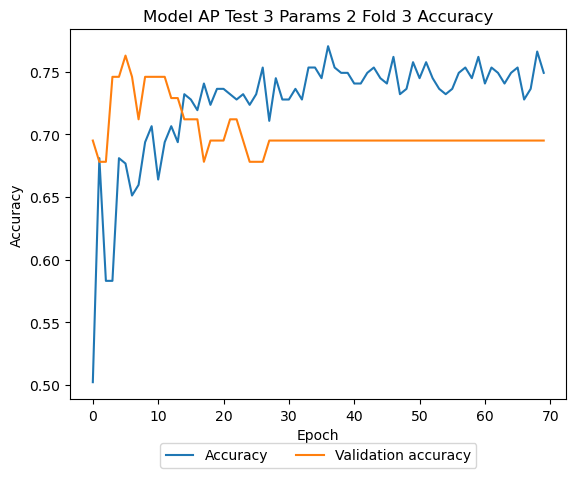 Model AP Test 3 Params 2 Fold 3 Accuracy
0.75
0.70
0.65
0.60
0.55
0.50
Accuracy
0 10 20 30 40 50 60 70
Epoch
Accuracy Validation accuracy